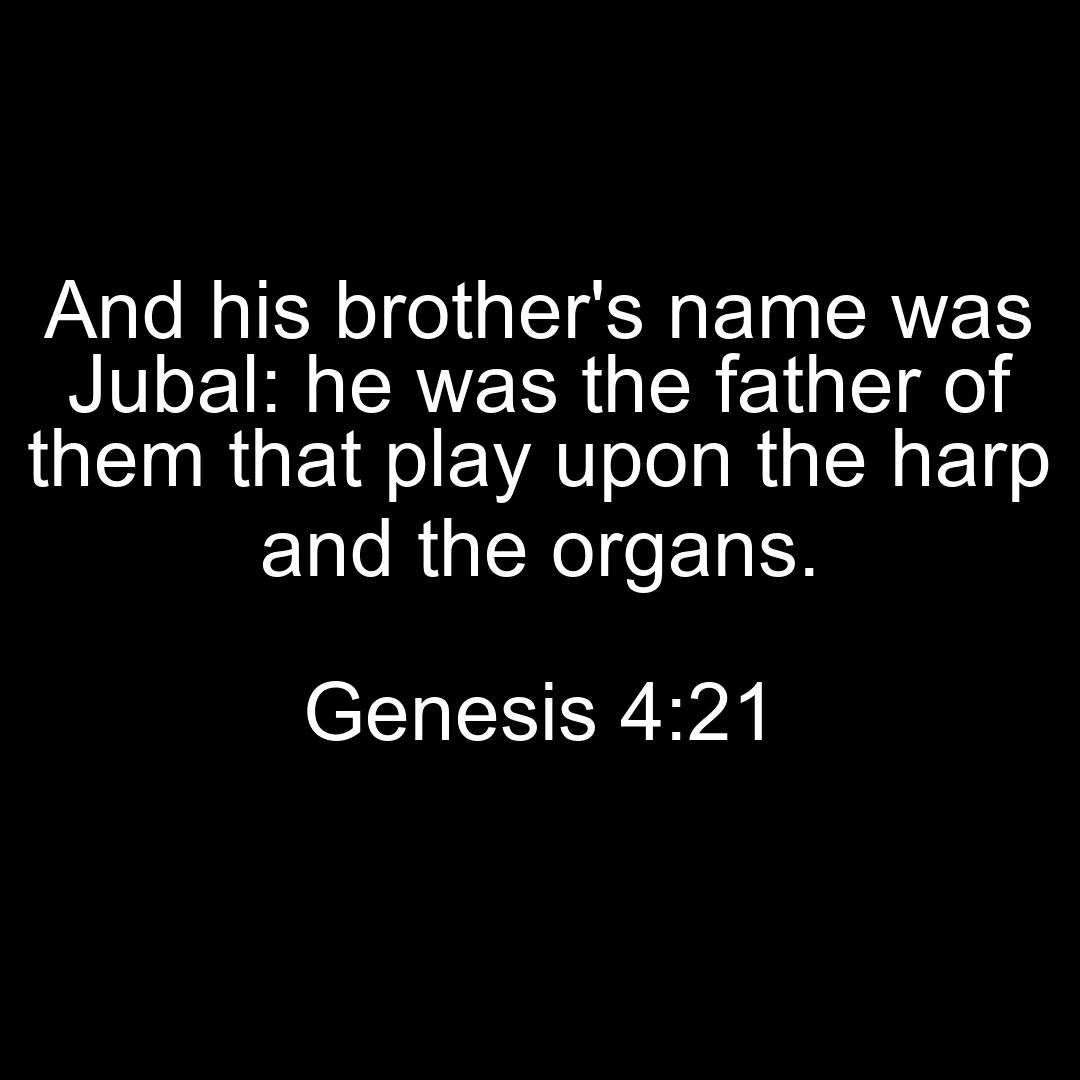 And his brother's name was
Jubal: he was the father of
them that play upon the harp
and the organs.
Genesis 4:21